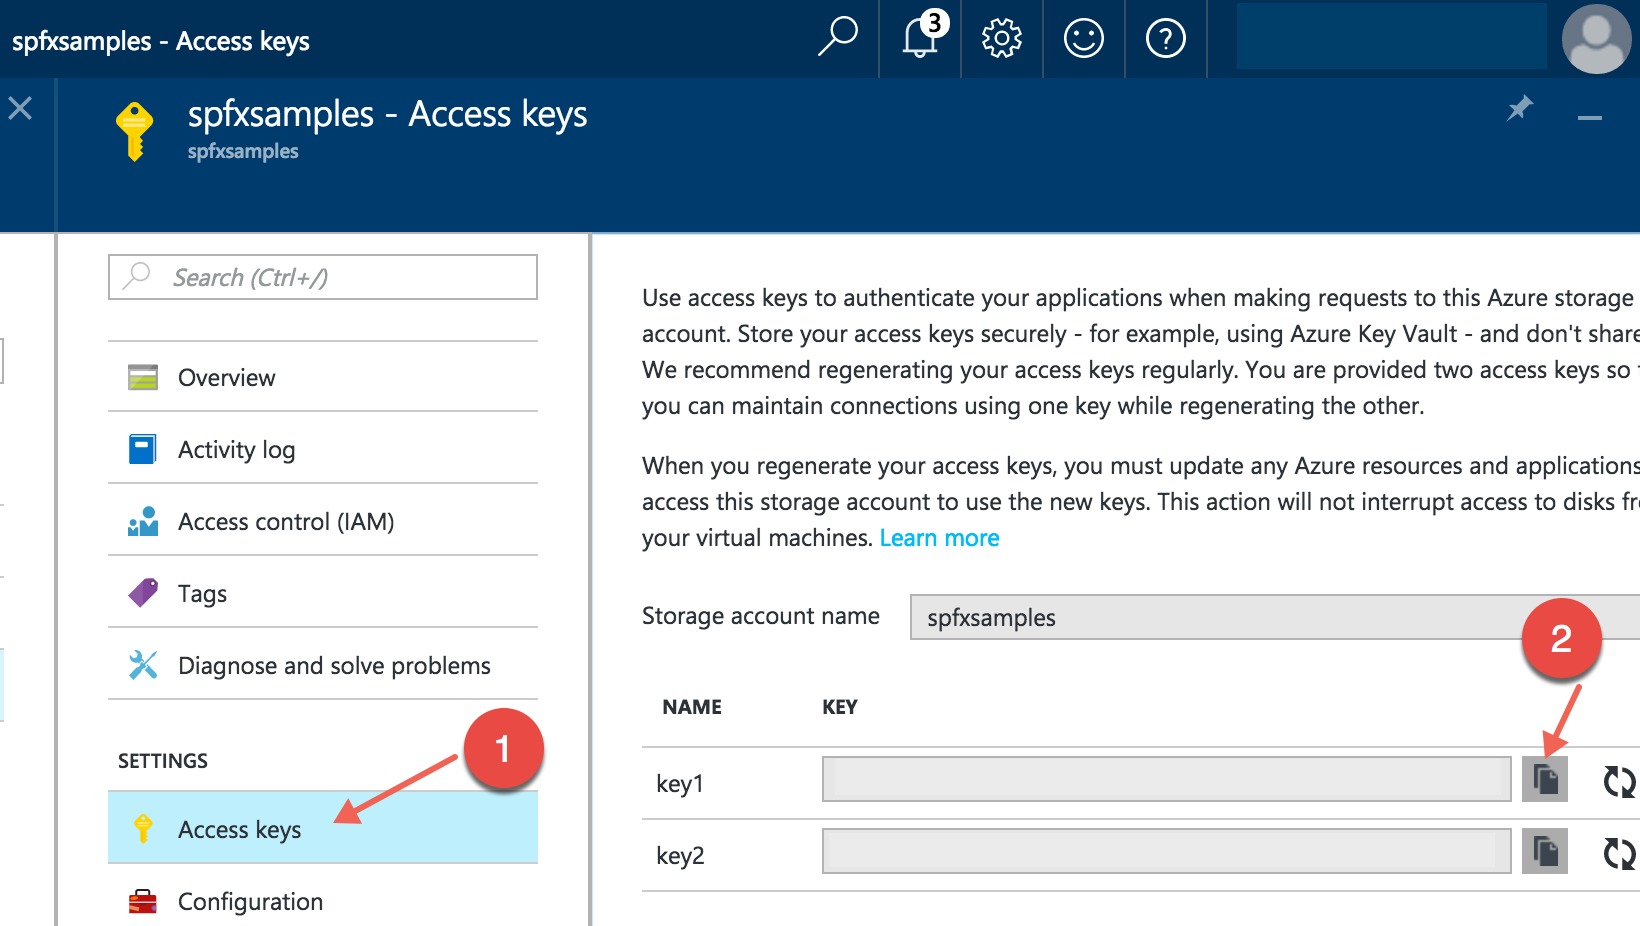 spfxsamples - Access keys
3
?
spfxsamples - Access keys
spfxsamples
Search (Ctrl+/)
Overview
Activity log
Access control (IAM)
Tags
Diagnose and solve problems
SETTINGS
1
Access keys
Configuration
Use access keys to authenticate your applications when making requests to this Azure storage
account. Store your access keys securely - for example, using Azure Key Vault - and don't share
We recommend regenerating your access keys regularly. You are provided two access keys so
you can maintain connections using one key while regenerating the other.
When you regenerate your access keys, you must update any Azure resources and applications
access this storage account to use the new keys. This action will not interrupt access to disks
your virtual machines. Learn more
Storage account name spfxsamples
2
NAME KEY
key1
key2